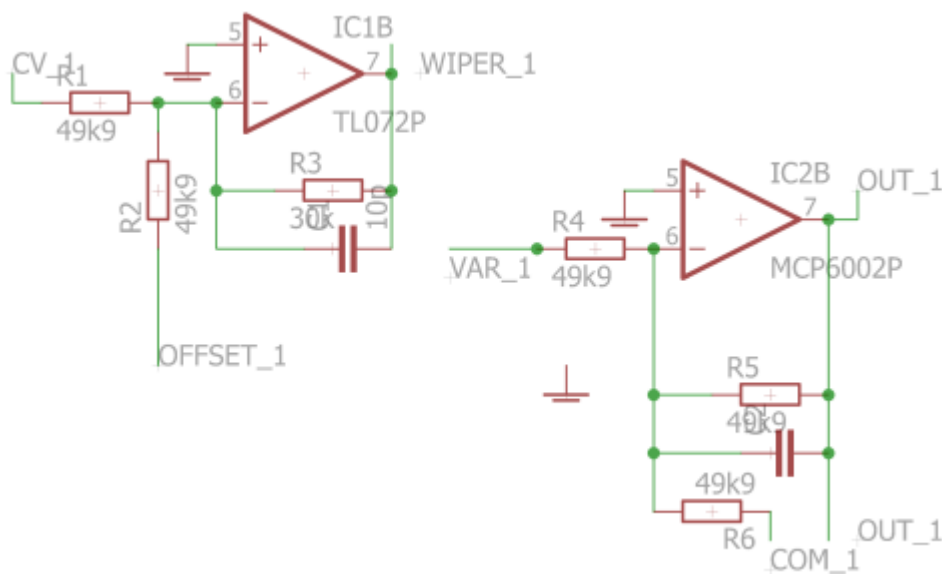 IC1B
5
CV_1
R1
7
WIPER_1
6
49k9
TL072P
R3
R2
49k9
30k
10p
IC2B
5
OUT_1
7
R4
6
VAR_1
49k9
MCP6002P
OFFSET_1
R5
49k9
49k9
R6
OUT_1
COM_1